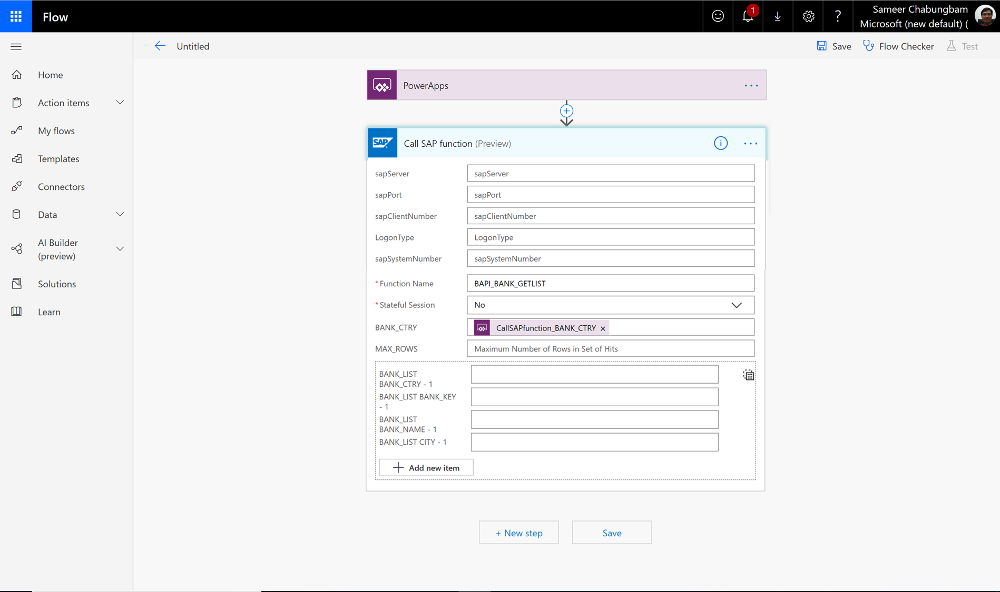 Flow
1
?
Sameer Chabungbam
Microsoft (new default) (
Untitled
Save
Flow Checker
Test
Home
Action items
My flows
Templates
Connectors
Data
AI Builder
(preview)
Solutions
Learn
PowerApps
SAP
Call SAP function (Preview)
sapServer sapServer
sapPort sapPort
sapClientNumber sapClientNumber
LogonType LogonType
sapSystemNumber sapSystemNumber
* Function Name BAPI_BANK_GETLIST
* Stateful Session No
BANK_CTRY CallSAPfunction_BANK_CTRY ×
MAX_ROWS Maximum Number of Rows in Set of Hits
BANK_LIST
BANK_CTRY - 1
BANK_LIST BANK_KEY
- 1
BANK_LIST
BANK_NAME - 1
BANK_LIST CITY - 1
Add new item
+ New step
Save